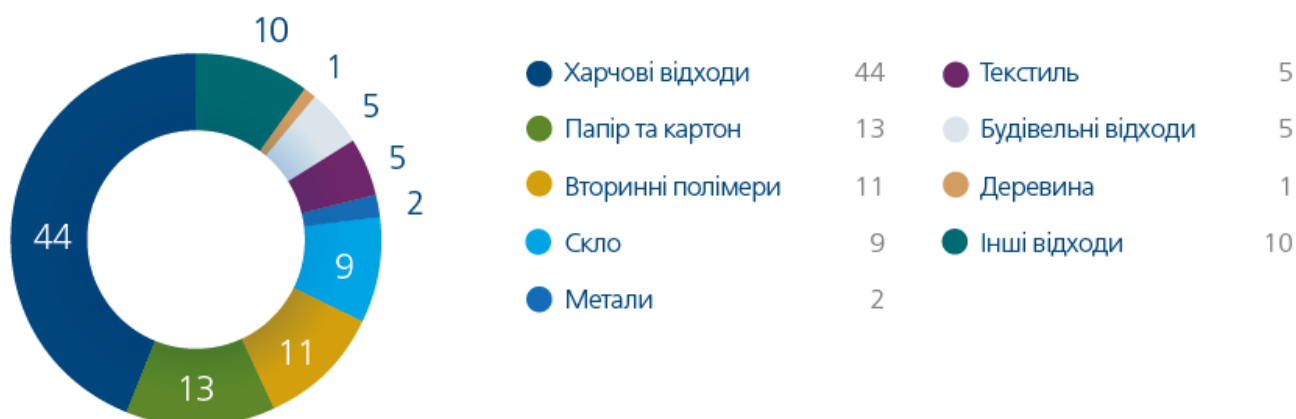 10
1
5
5
2
9
11
13
44
Харчові відходи 44
Папір та картон 13
Вторинні полімери 11
Скло 9
Метали 2
Текстиль 5
Будівельні відходи 5
Деревина 1
Інші відходи 10